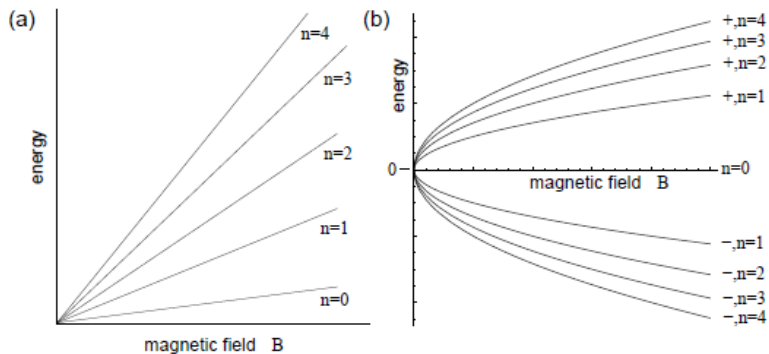 (a)
n=4
n=3
n=2
n=1
n=0
energy
magnetic field B
(b)
+,n=4
+,n=3
+,n=2
+,n=1
energy
0
n=0
magnetic field B
−,n=1
−,n=2
−,n=3
−,n=4